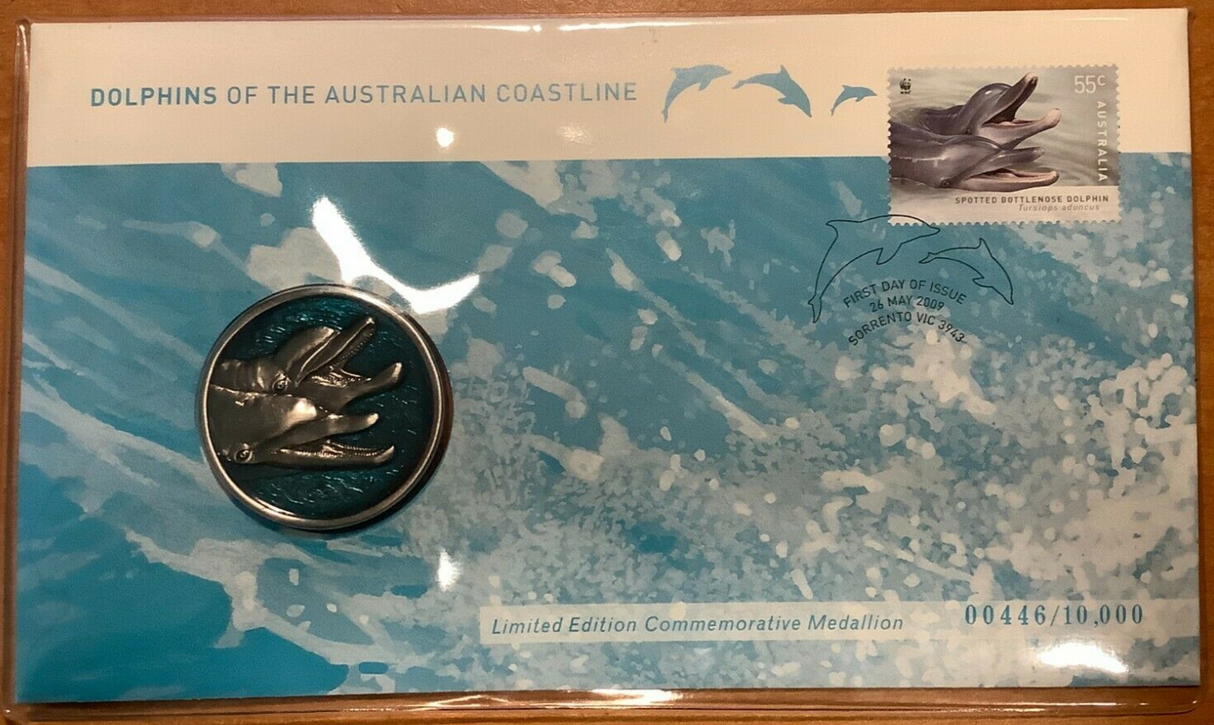 DOLPHINS OF THE AUSTRALIAN COASTLINE
WWF
55c
AUSTRALIA
SPOTTED BOTTLENOSE DOLPHIN
Tursiops aduncus
FIRST DAY OF ISSUE
26 MAY 2009
SORRENTO VIC 3943
Limited Edition Commemorative Medallion
00446/10,000